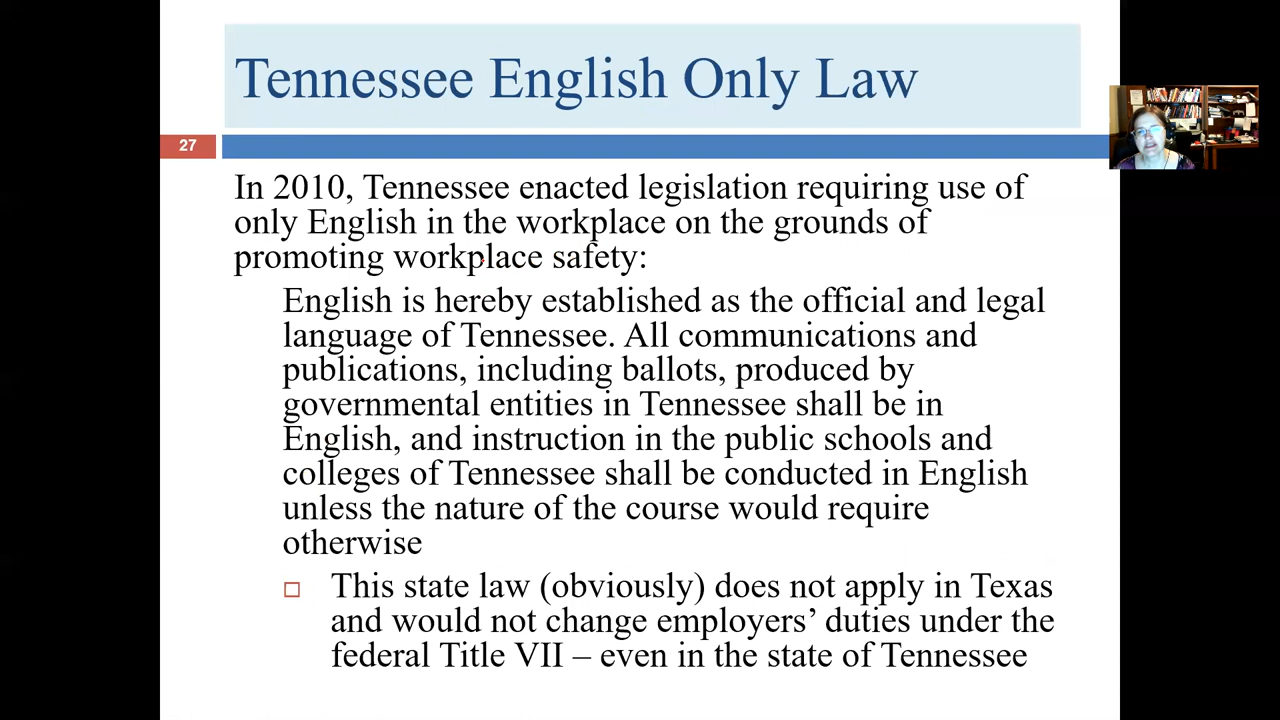 Tennessee English Only Law
27
In 2010, Tennessee enacted legislation requiring use of
only English in the workplace on the grounds of
promoting workplace safety:
English is hereby established as the official and legal
language of Tennessee. All communications and
publications, including ballots, produced by
governmental entities in Tennessee shall be in
English, and instruction in the public schools and
colleges of Tennessee shall be conducted in English
unless the nature of the course would require
otherwise
This state law (obviously) does not apply in Texas
and would not change employers’ duties under the
federal Title VII – even in the state of Tennessee